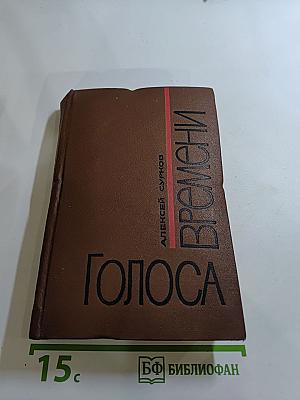 АЛЕКСЕЙ СУРКОВ
ГОЛОСА
ВРЕМЕНИ
15с
БФ БИБЛИОФАН